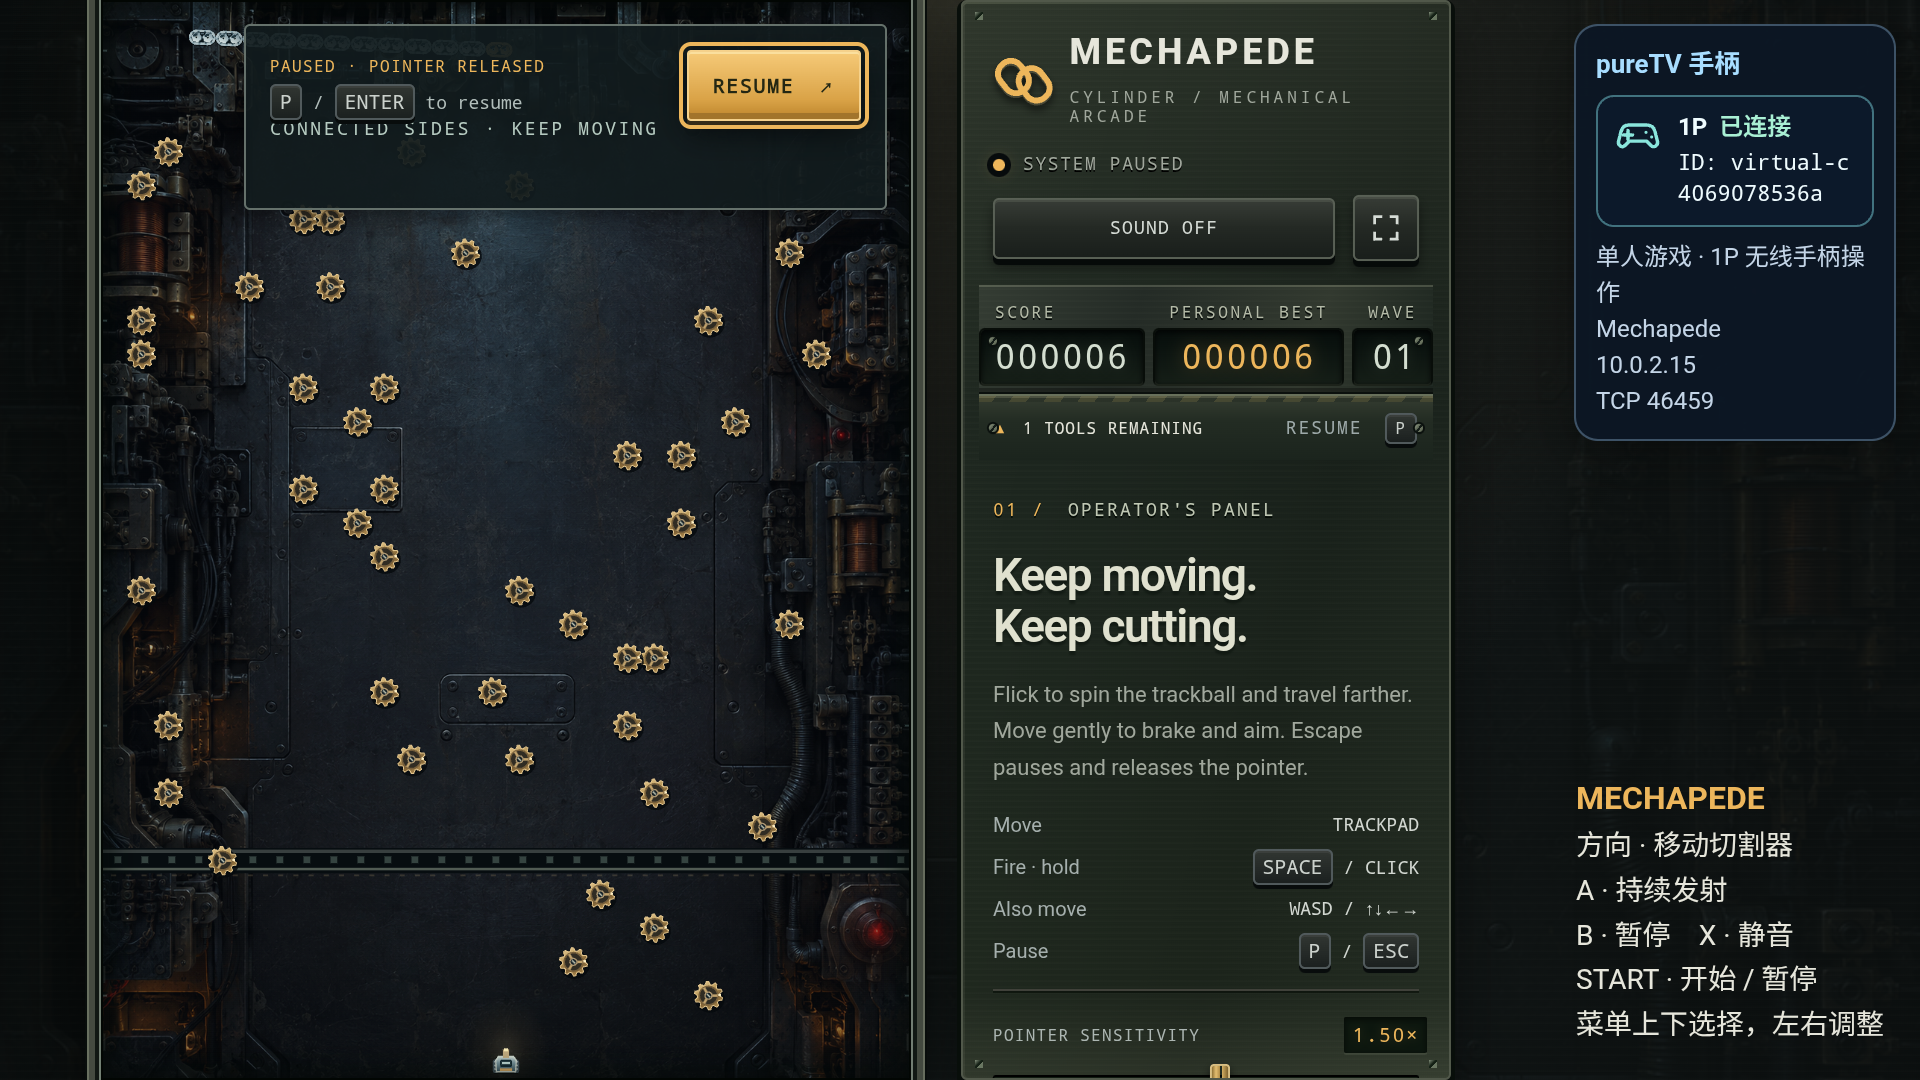 PAUSED · POINTER RELEASED
P / ENTER to resume
CONNECTED SIDES · KEEP MOVING
RESUME ↗
MECHAPEDE
CYLINDER / MECHANICAL
ARCADE
SYSTEM PAUSED
SOUND OFF
SCORE PERSONAL BEST WAVE
000006 000006 01
1 TOOLS REMAINING RESUME P
01 / OPERATOR'S PANEL
Keep moving.
Keep cutting.
Flick to spin the trackball and travel farther.
Move gently to brake and aim. Escape
pauses and releases the pointer.
Move TRACKPAD
Fire · hold SPACE / CLICK
Also move WASD / ↑↓←→
Pause P / ESC
POINTER SENSITIVITY 1.50×
pureTV 手柄
1P 已连接
ID: virtual-c
4069078536a
单人游戏 · 1P 无线手柄操
作
Mechapede
10.0.2.15
TCP 46459
MECHAPEDE
方向 · 移动切割器
A · 持续发射
B · 暂停 X · 静音
START · 开始 / 暂停
菜单上下选择，左右调整